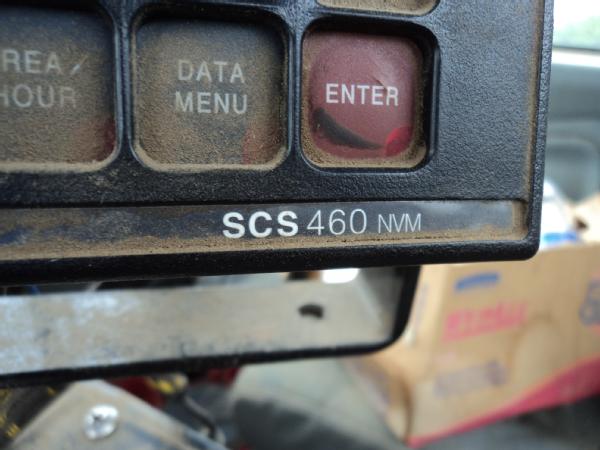 REA/
HOUR
DATA
MENU
ENTER
SCS 460 NVM